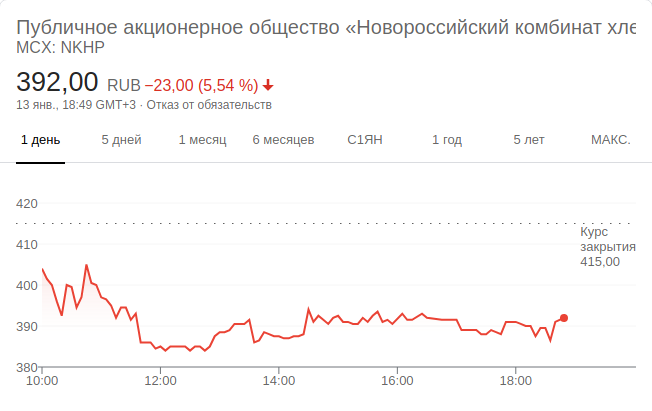 Публичное акционерное общество «Новороссийский комбинат хле
MCX: NKHP
392,00 RUB −23,00 (5,54 %)
13 янв., 18:49 GMT+3 · Отказ от обязательств
1 день 5 дней 1 месяц 6 месяцев С1ЯН 1 год 5 лет МАКС.
420
Курс
закрытия
415,00
410
400
390
380
10:00 12:00 14:00 16:00 18:00